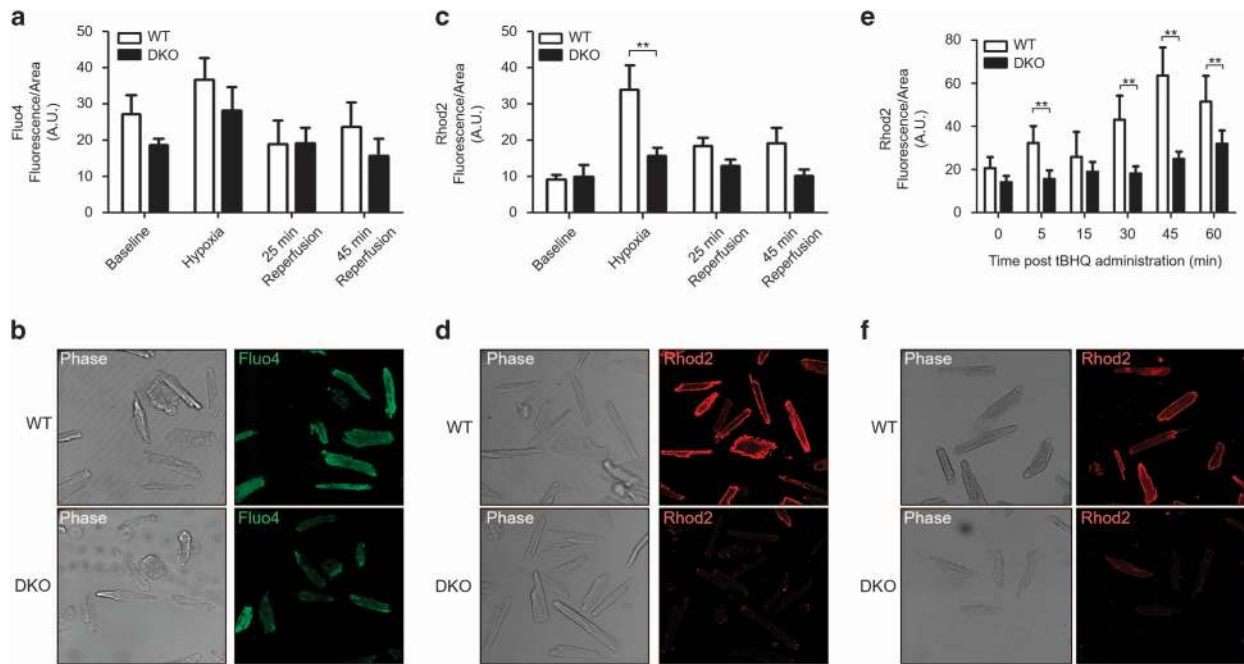 a
Fluo4
Fluorescence/Area
(A.U.)
50
40
30
20
10
0
WT
DKO
Baseline
Hypoxia
25 min
Reperfusion
45 min
Reperfusion
c
Rhod2
Fluorescence/Area
(A.U.)
50
40
30
20
10
0
WT
DKO
**
Baseline
Hypoxia
25 min
Reperfusion
45 min
Reperfusion
e
Rhod2
Fluorescence/Area
(A.U.)
80
60
40
20
0
WT
DKO
**
**
**
**
0 5 15 30 45 60
Time post tBHQ administration (min)
b
WT
Phase
Fluo4
DKO
Phase
Fluo4
d
WT
Phase
Rhod2
DKO
Phase
Rhod2
f
WT
Phase
Rhod2
DKO
Phase
Rhod2